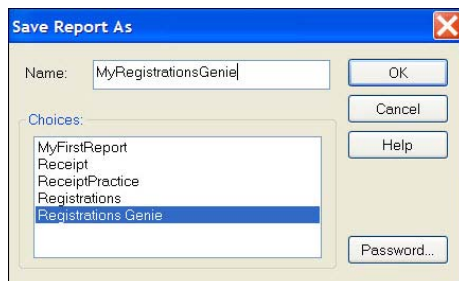 Save Report As
Name: MyRegistrationsGenie OK
Cancel
Choices: Help
MyFirstReport
Receipt
ReceiptPractice
Registrations
Registrations Genie
Password...